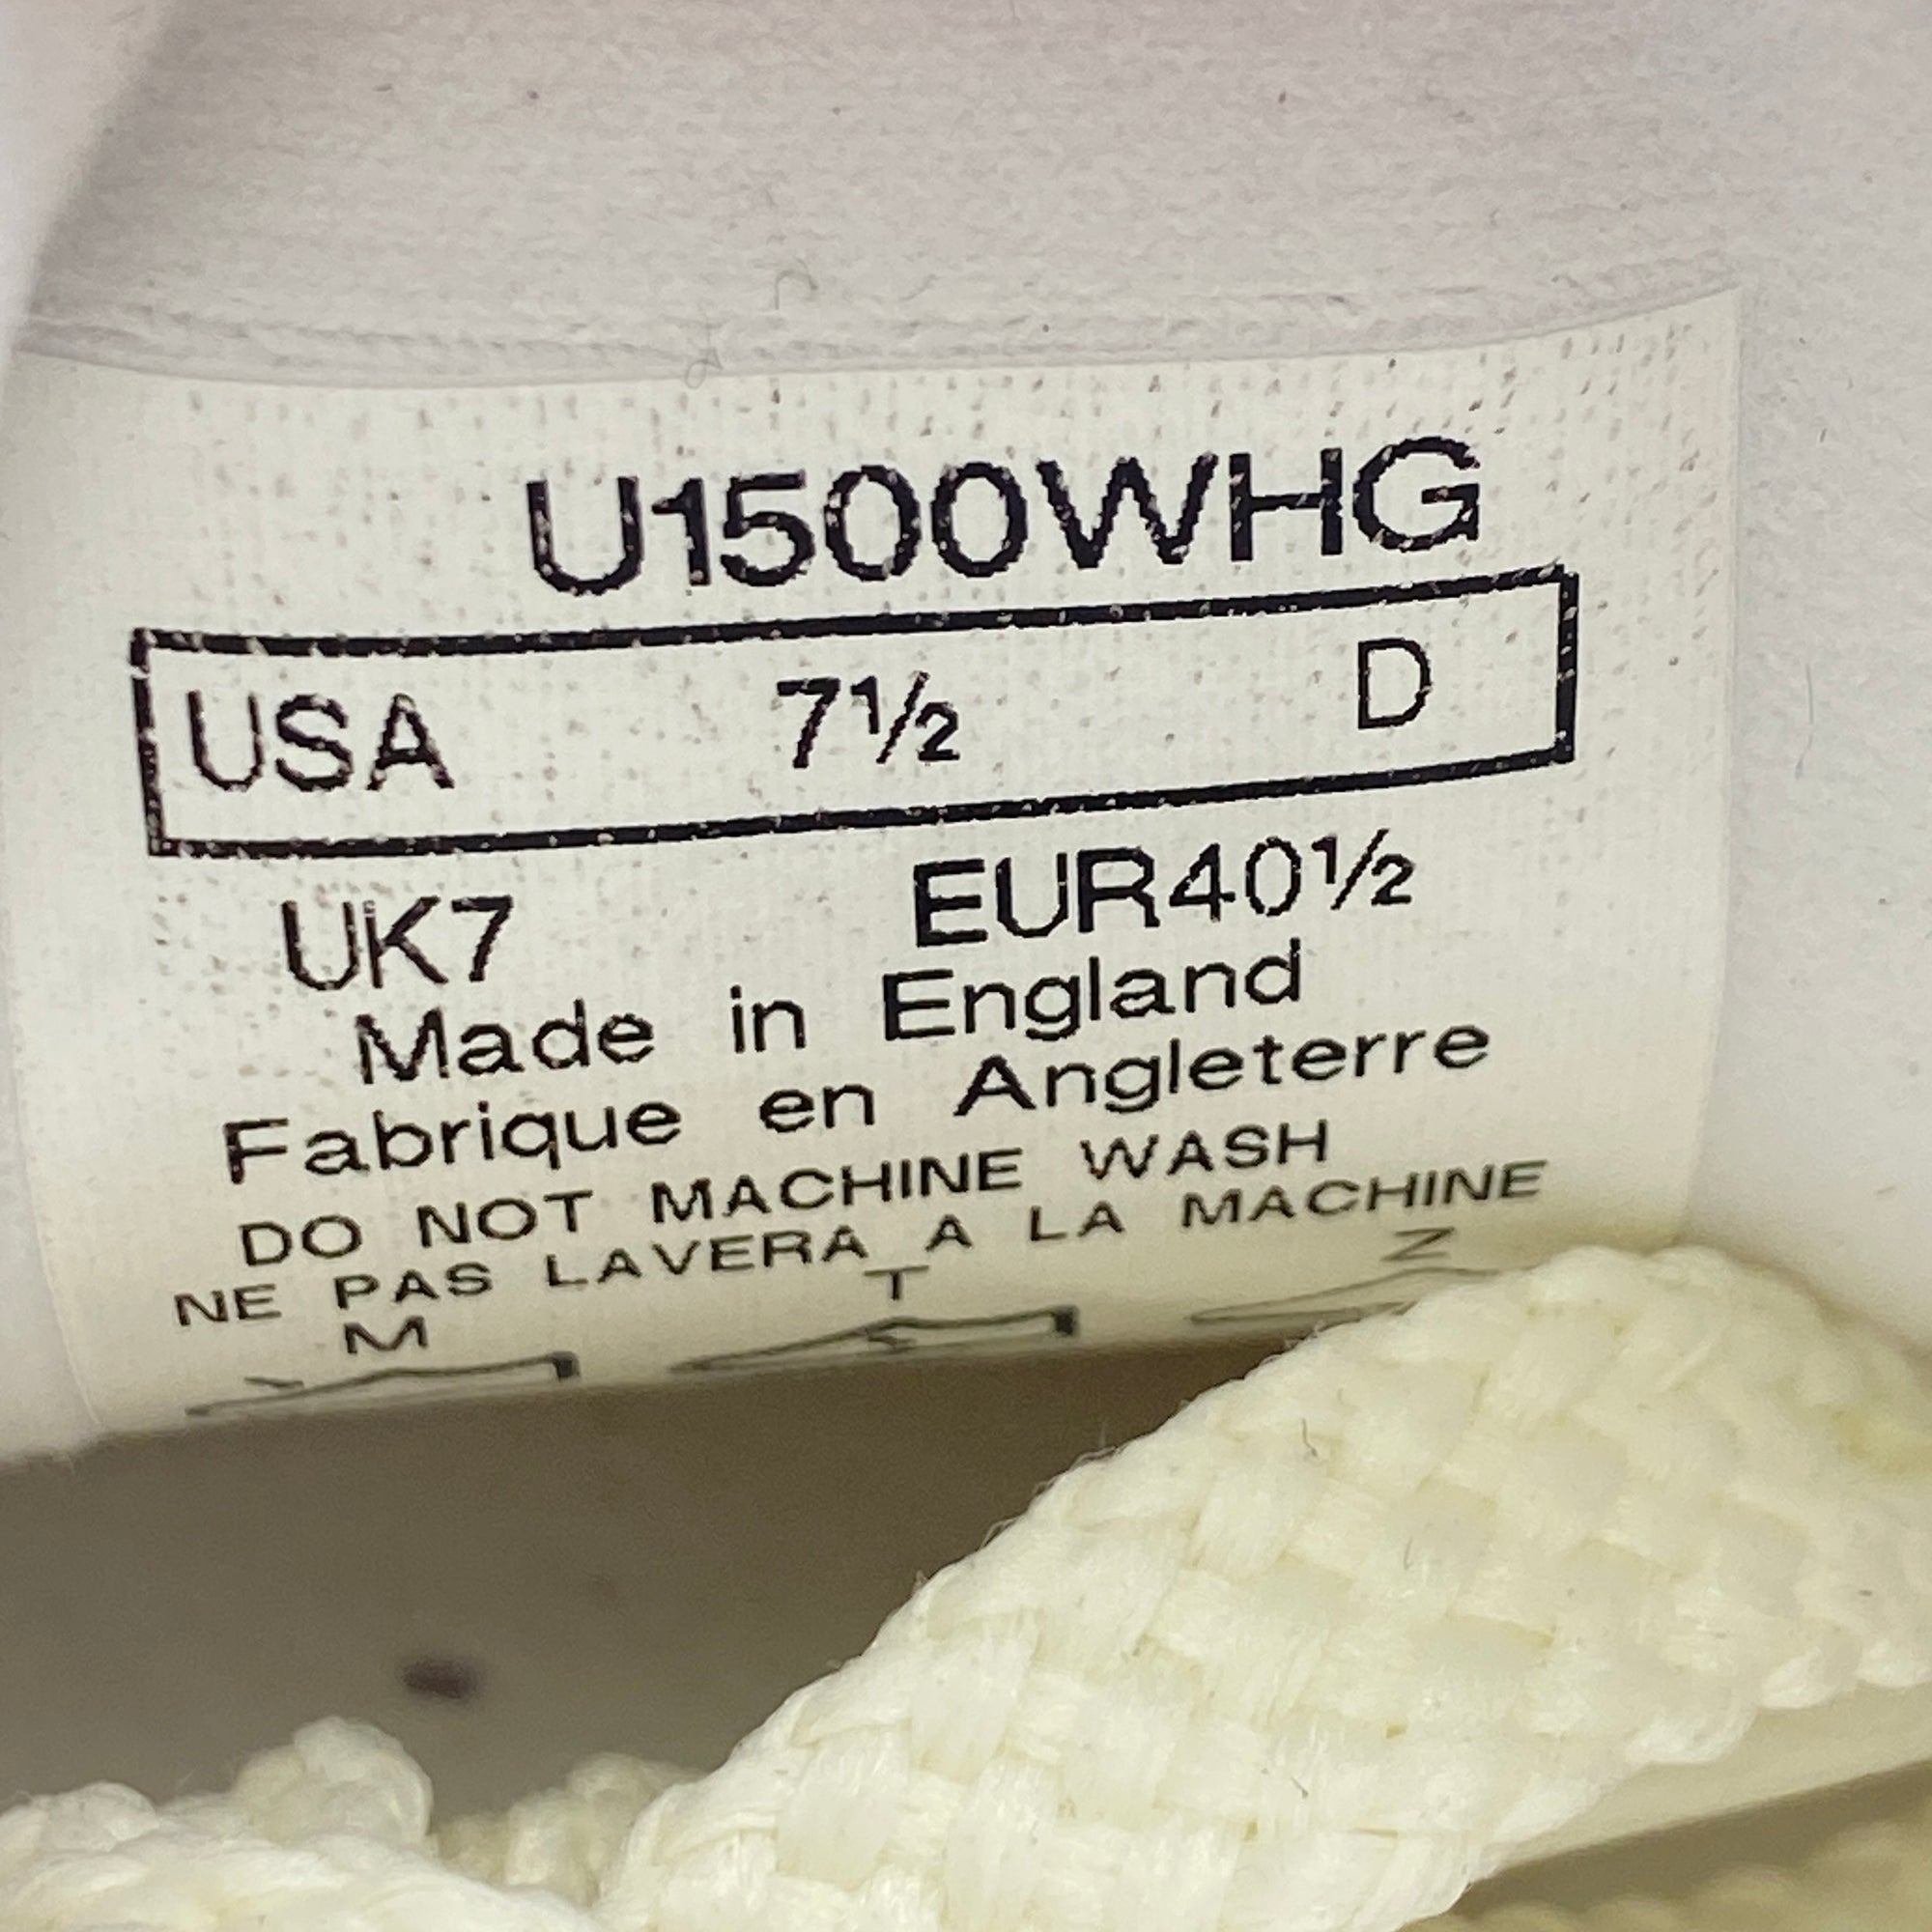 U1500WHG
USA 7½ D
UK7 EUR40½
Made in England
Fabrique en Angleterre
DO NOT MACHINE WASH
NE PAS LAVERA A LA MACHINE
M T Z